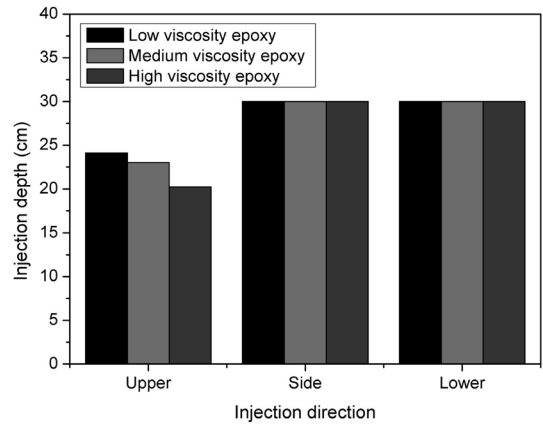 Low viscosity epoxy
Medium viscosity epoxy
High viscosity epoxy
Injection depth (cm)
40
35
30
25
20
15
10
5
0
Upper
Side
Lower
Injection direction